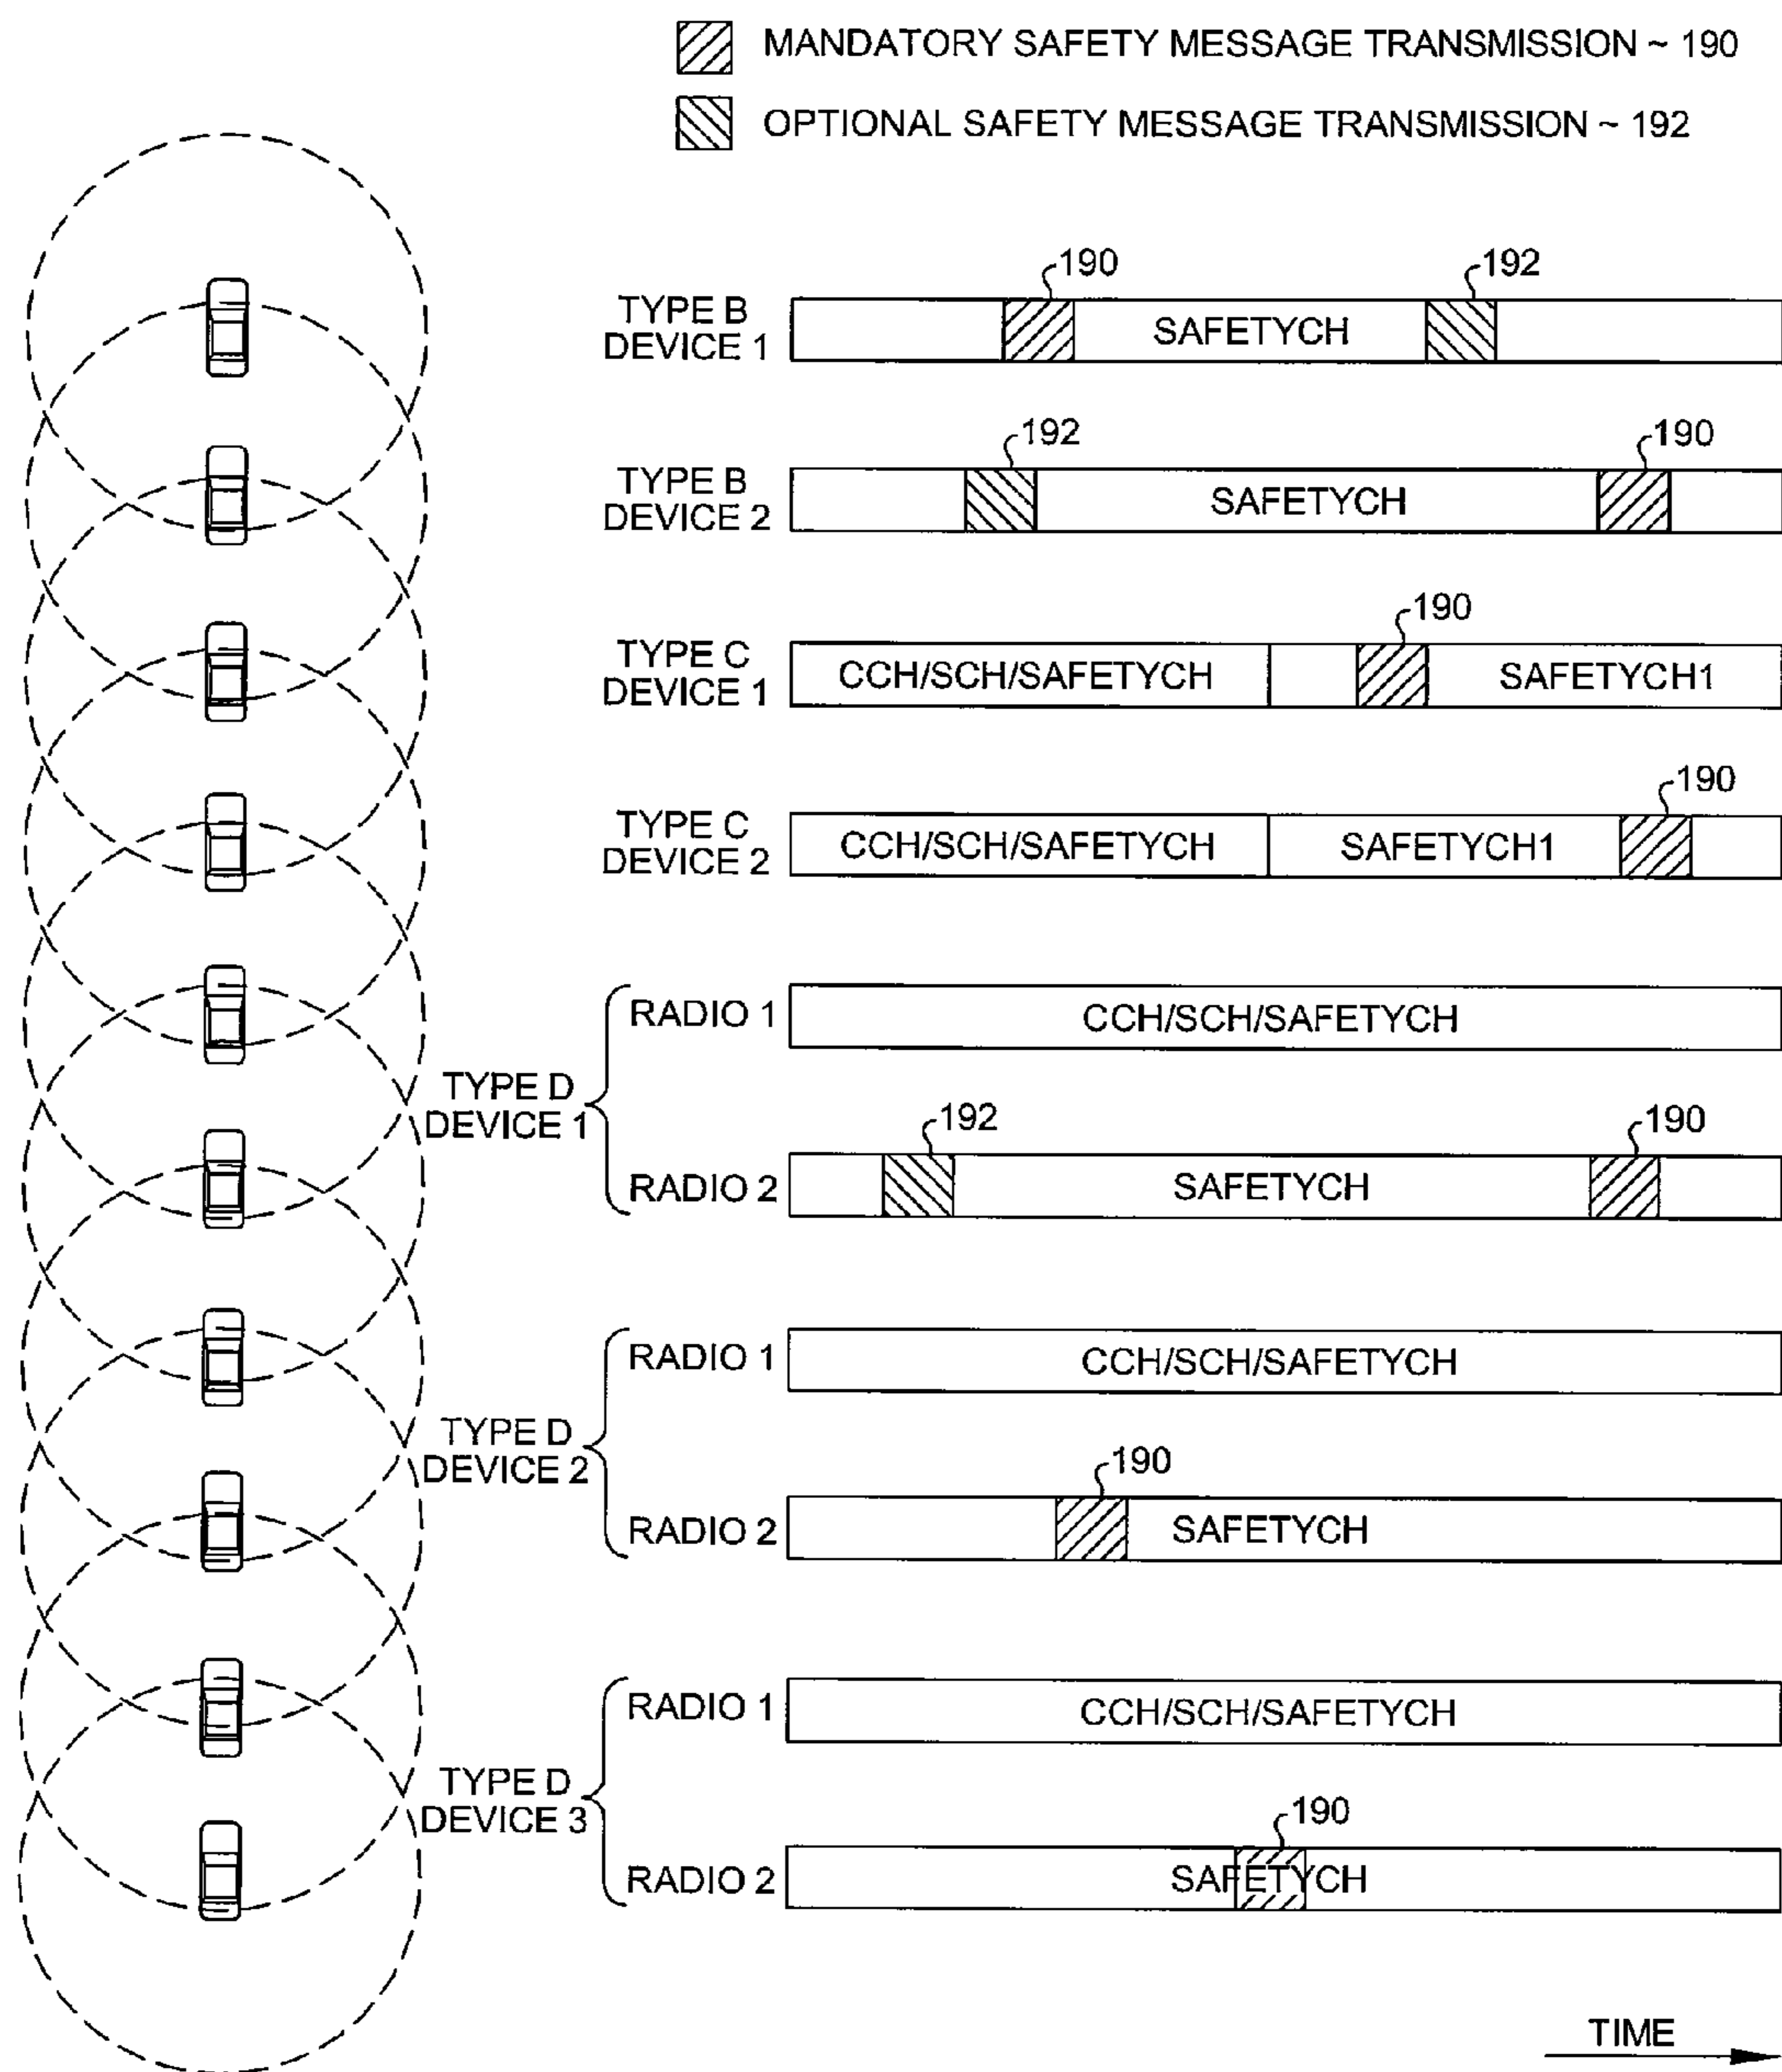 MANDATORY SAFETY MESSAGE TRANSMISSION ~ 190
OPTIONAL SAFETY MESSAGE TRANSMISSION ~ 192
190
192
TYPE B
DEVICE 1
SAFETYCH
192
190
TYPE B
DEVICE 2
SAFETYCH
190
TYPE C
DEVICE 1
CCH/SCH/SAFETYCH
SAFETYCH1
190
TYPE C
DEVICE 2
CCH/SCH/SAFETYCH
SAFETYCH1
TYPE D
DEVICE 1
RADIO 1
CCH/SCH/SAFETYCH
192
190
RADIO 2
SAFETYCH
TYPE D
DEVICE 2
RADIO 1
CCH/SCH/SAFETYCH
190
RADIO 2
SAFETYCH
TYPE D
DEVICE 3
RADIO 1
CCH/SCH/SAFETYCH
190
RADIO 2
SAFETYCH
TIME